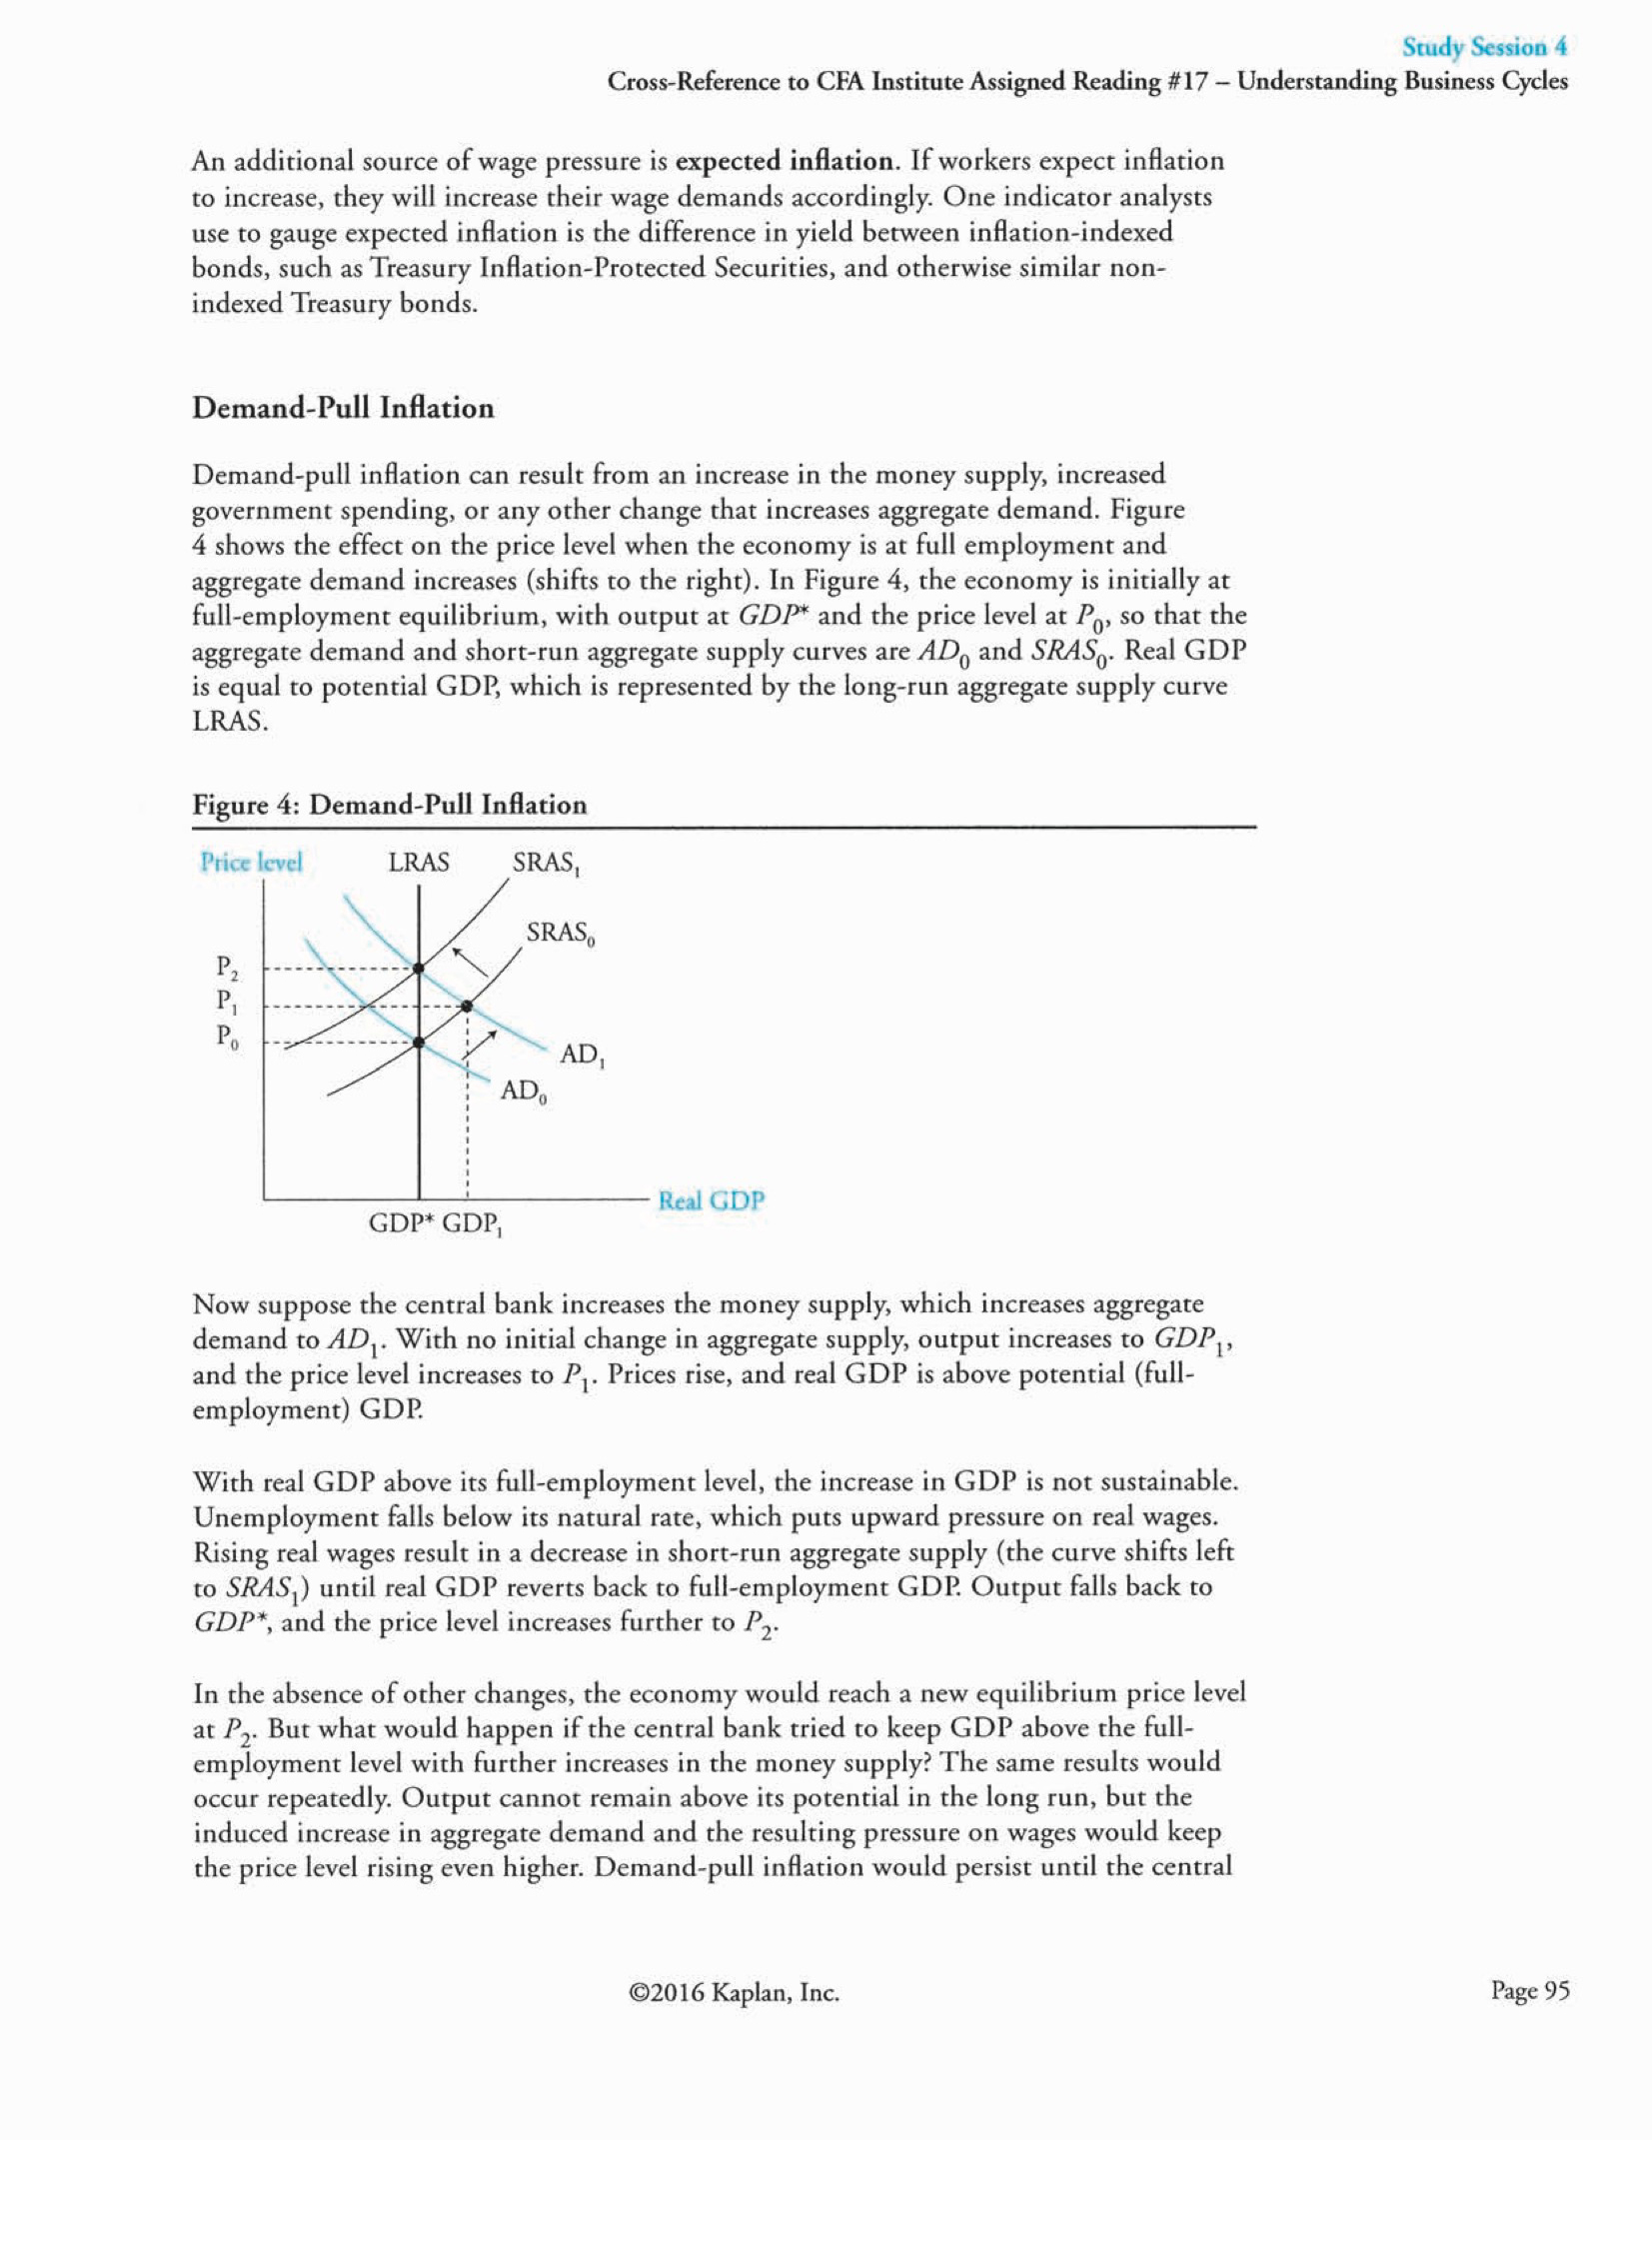 Study Session 4
Cross-Reference to CFA Institute Assigned Reading #17 – Understanding Business Cycles
An additional source of wage pressure is expected inflation. If workers expect inflation
to increase, they will increase their wage demands accordingly. One indicator analysts
use to gauge expected inflation is the difference in yield between inflation-indexed
bonds, such as Treasury Inflation-Protected Securities, and otherwise similar non-
indexed Treasury bonds.
Demand-Pull Inflation
Demand-pull inflation can result from an increase in the money supply, increased
government spending, or any other change that increases aggregate demand. Figure
4 shows the effect on the price level when the economy is at full employment and
aggregate demand increases (shifts to the right). In Figure 4, the economy is initially at
full-employment equilibrium, with output at GDP* and the price level at P₀, so that the
aggregate demand and short-run aggregate supply curves are AD₀ and SRAS₀. Real GDP
is equal to potential GDP, which is represented by the long-run aggregate supply curve
LRAS.
Figure 4: Demand-Pull Inflation
Price level LRAS SRAS₁
SRAS₀
P₂
P₁
P₀
AD₁
AD₀
Real GDP
GDP* GDP₁
Now suppose the central bank increases the money supply, which increases aggregate
demand to AD₁. With no initial change in aggregate supply, output increases to GDP₁,
and the price level increases to P₁. Prices rise, and real GDP is above potential (full-
employment) GDP.
With real GDP above its full-employment level, the increase in GDP is not sustainable.
Unemployment falls below its natural rate, which puts upward pressure on real wages.
Rising real wages result in a decrease in short-run aggregate supply (the curve shifts left
to SRAS₁) until real GDP reverts back to full-employment GDP. Output falls back to
GDP*, and the price level increases further to P₂.
In the absence of other changes, the economy would reach a new equilibrium price level
at P₂. But what would happen if the central bank tried to keep GDP above the full-
employment level with further increases in the money supply? The same results would
occur repeatedly. Output cannot remain above its potential in the long run, but the
induced increase in aggregate demand and the resulting pressure on wages would keep
the price level rising even higher. Demand-pull inflation would persist until the central
©2016 Kaplan, Inc.
Page 95